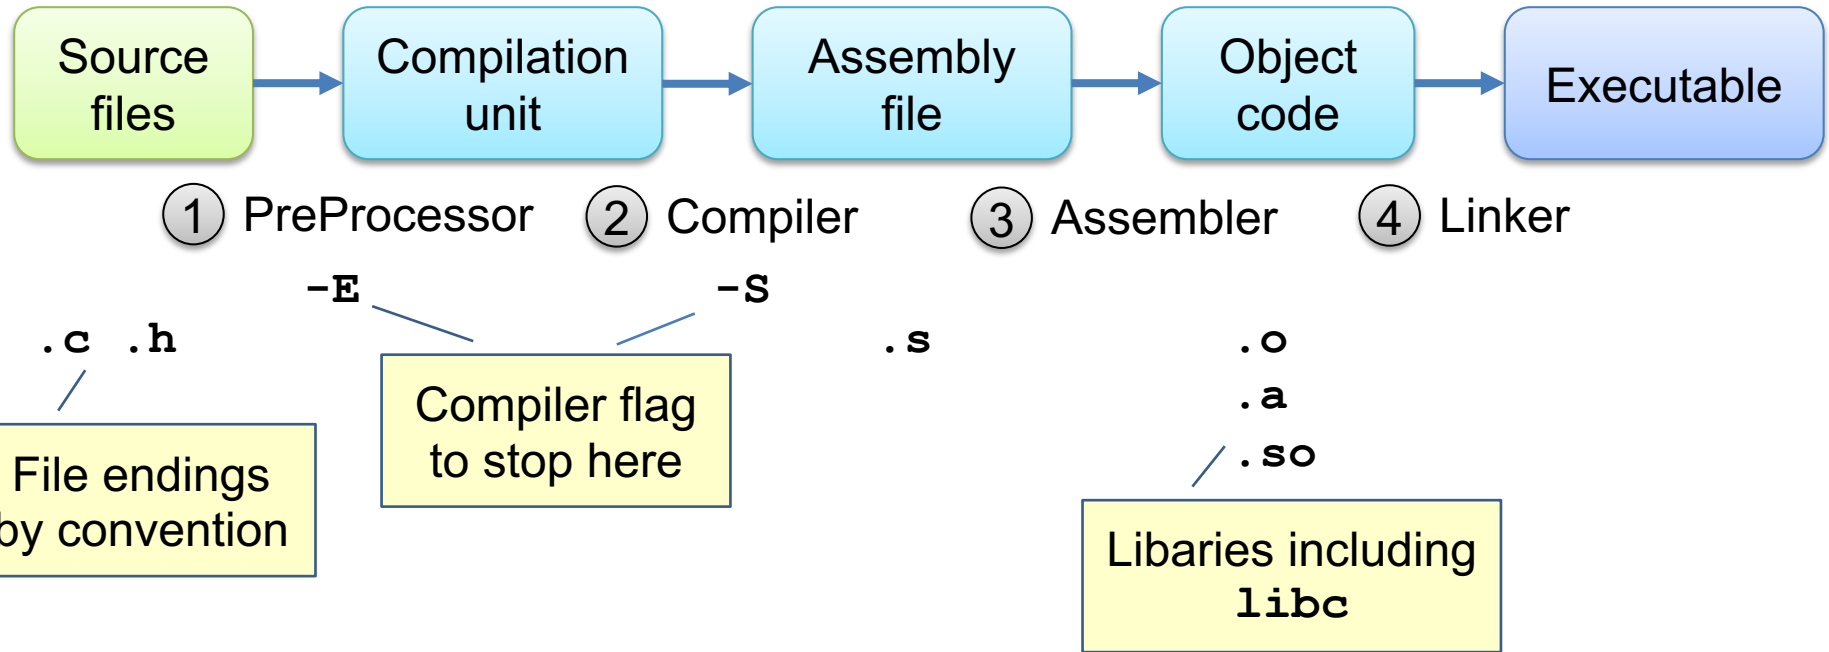 Source
files
Compilation
unit
Assembly
file
Object
code
Executable
1 PreProcessor
2 Compiler
3 Assembler
4 Linker
-E
-S
.c .h
.s
.o
.a
.so
File endings
by convention
Compiler flag
to stop here
Libaries including
libc